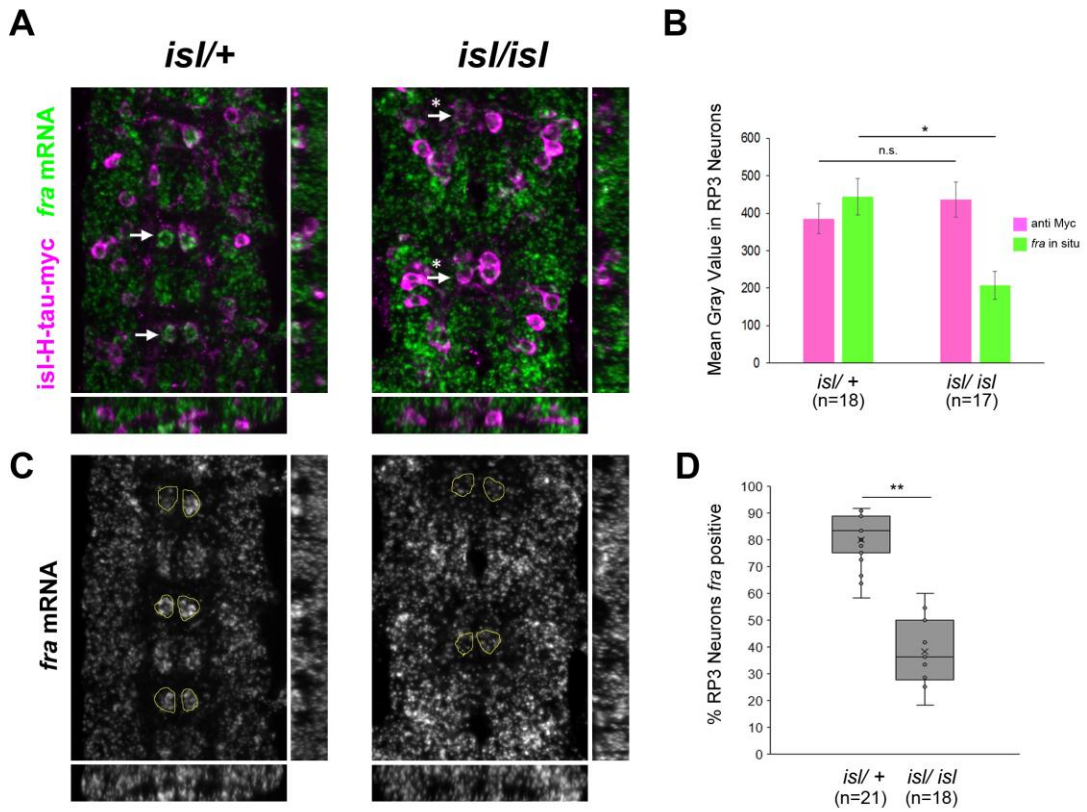 A
isl/+
isl/isl
isl-H-tau-myc fra mRNA
*
*
B
Mean Gray Value in RP3 Neurons
600
500
400
300
200
100
0
*
n.s.
anti Myc
fra in situ
isl/ +
(n=18)
isl/ isl
(n=17)
C
fra mRNA
D
% RP3 Neurons fra positive
100
90
80
70
60
50
40
30
20
10
0
**
isl/ +
(n=21)
isl/ isl
(n=18)